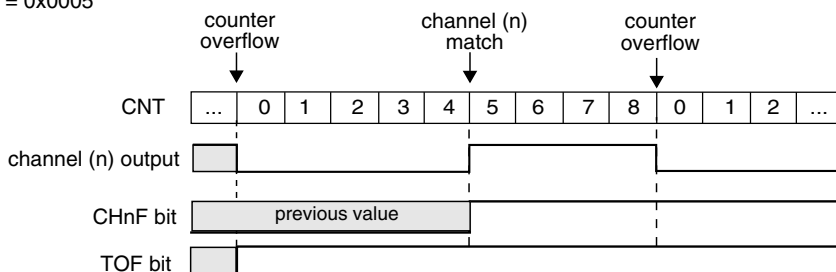 = 0x0005
counter overflow
channel (n) match
counter overflow
CNT ... 0 1 2 3 4 5 6 7 8 0 1 2 ...
channel (n) output
CHnF bit previous value
TOF bit